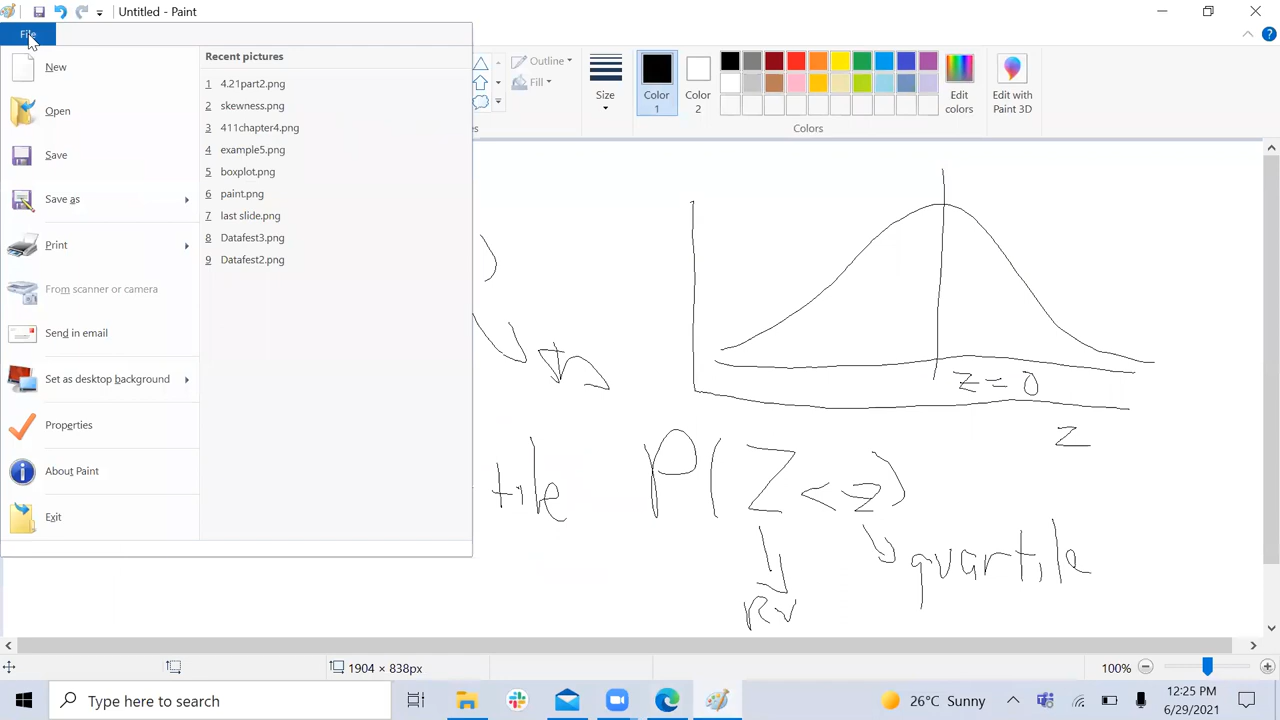 Untitled - Paint
File
New
Open
Save
Save as
Print
From scanner or camera
Send in email
Set as desktop background
Properties
About Paint
Exit
Recent pictures
1 4.21part2.png
2 skewness.png
3 411chapter4.png
4 example5.png
5 boxplot.png
6 paint.png
7 last slide.png
8 Datafest3.png
9 Datafest2.png
Outline
Fill
Size
Color 1
Color 2
Edit colors
Edit with Paint 3D
Colors
z = 0
z
tile P(Z < z)
quartile
RV
1904 × 838px
100%
Type here to search
26°C Sunny
12:25 PM
6/29/2021